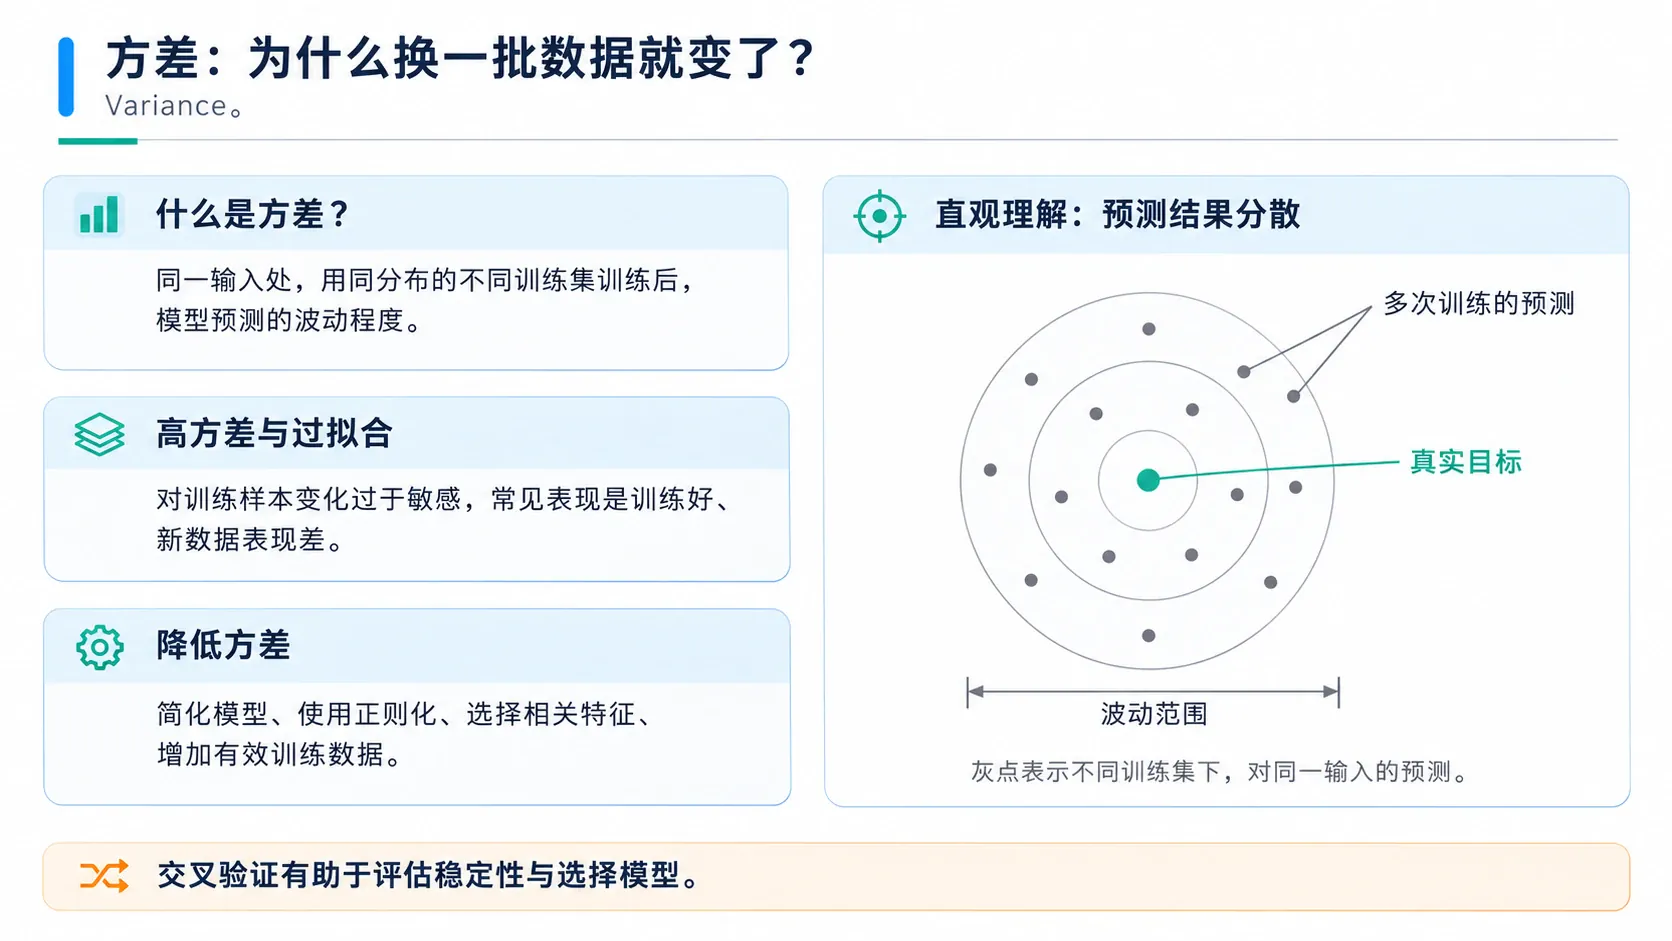 方差：为什么换一批数据就变了？
Variance。
什么是方差？
同一输入处，用同分布的不同训练集训练后，
模型预测的波动程度。
高方差与过拟合
对训练样本变化过于敏感，常见表现是训练好、
新数据表现差。
降低方差
简化模型、使用正则化、选择相关特征、
增加有效训练数据。
直观理解：预测结果分散
多次训练的预测
真实目标
波动范围
灰点表示不同训练集下，对同一输入的预测。
交叉验证有助于评估稳定性与选择模型。